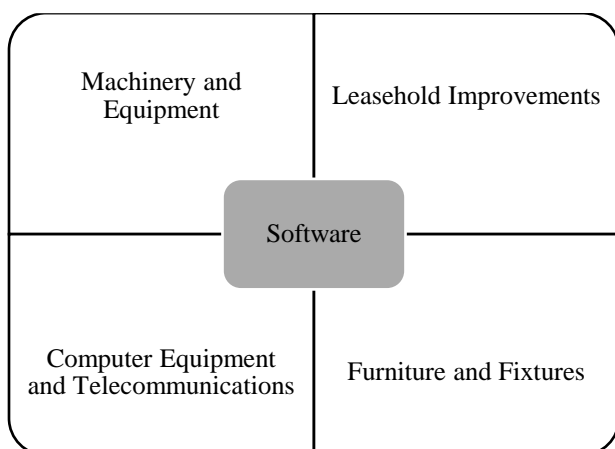 Machinery and
Equipment
Leasehold Improvements
Software
Computer Equipment
and Telecommunications
Furniture and Fixtures